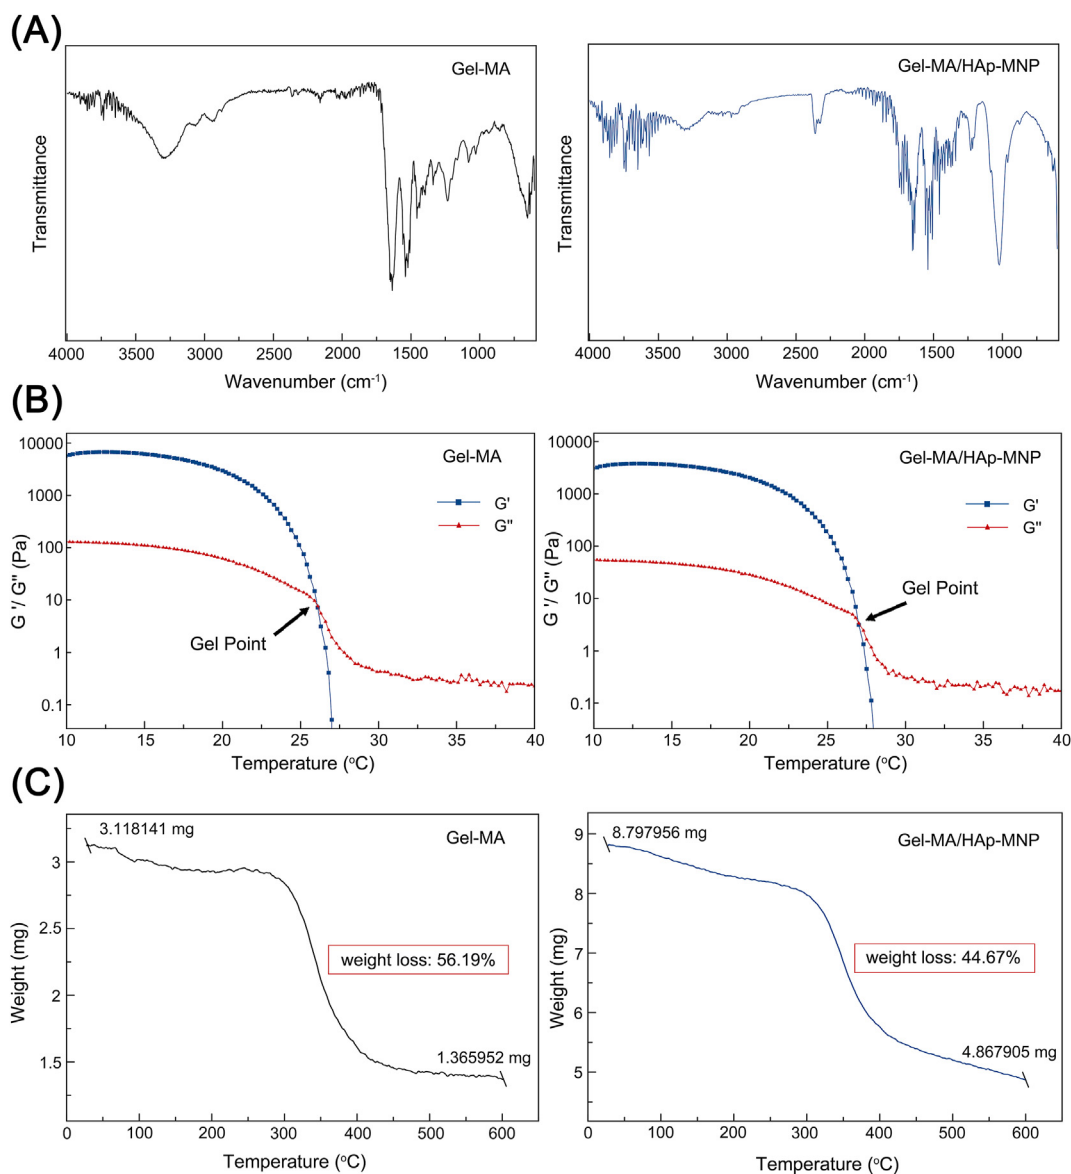 (A)
Gel-MA
Transmittance
4000 3500 3000 2500 2000 1500 1000
Wavenumber (cm⁻¹)
Gel-MA/HAp-MNP
Transmittance
4000 3500 3000 2500 2000 1500 1000
Wavenumber (cm⁻¹)
(B)
Gel-MA
G'
G"
Gel Point
G '/ G" (Pa)
10000
1000
100
10
1
0.1
10 15 20 25 30 35 40
Temperature (ºC)
Gel-MA/HAp-MNP
G'
G"
Gel Point
G '/ G" (Pa)
10000
1000
100
10
1
0.1
10 15 20 25 30 35 40
Temperature (ºC)
(C)
3.118141 mg
Gel-MA
weight loss: 56.19%
1.365952 mg
Weight (mg)
3
2.5
2
1.5
0 100 200 300 400 500 600
Temperature (ºC)
8.797956 mg
Gel-MA/HAp-MNP
weight loss: 44.67%
4.867905 mg
Weight (mg)
9
8
7
6
5
0 100 200 300 400 500 600
Temperature (ºC)